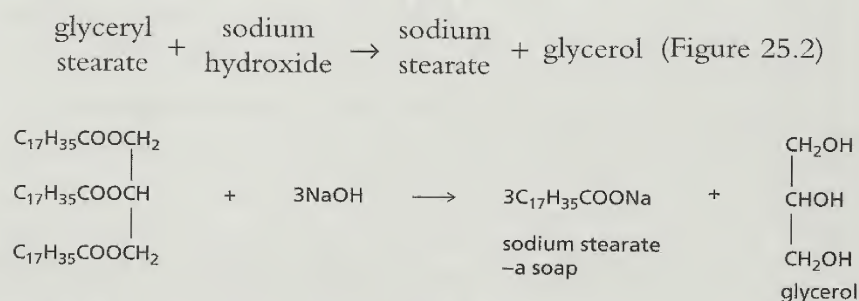 glyceryl stearate + sodium hydroxide → sodium stearate + glycerol (Figure 25.2)
C₁₇H₃₅COOCH₂
C₁₇H₃₅COOCH + 3NaOH ⟶ 3C₁₇H₃₅COONa +
C₁₇H₃₅COOCH₂
sodium stearate
–a soap
CH₂OH
CHOH
CH₂OH
glycerol